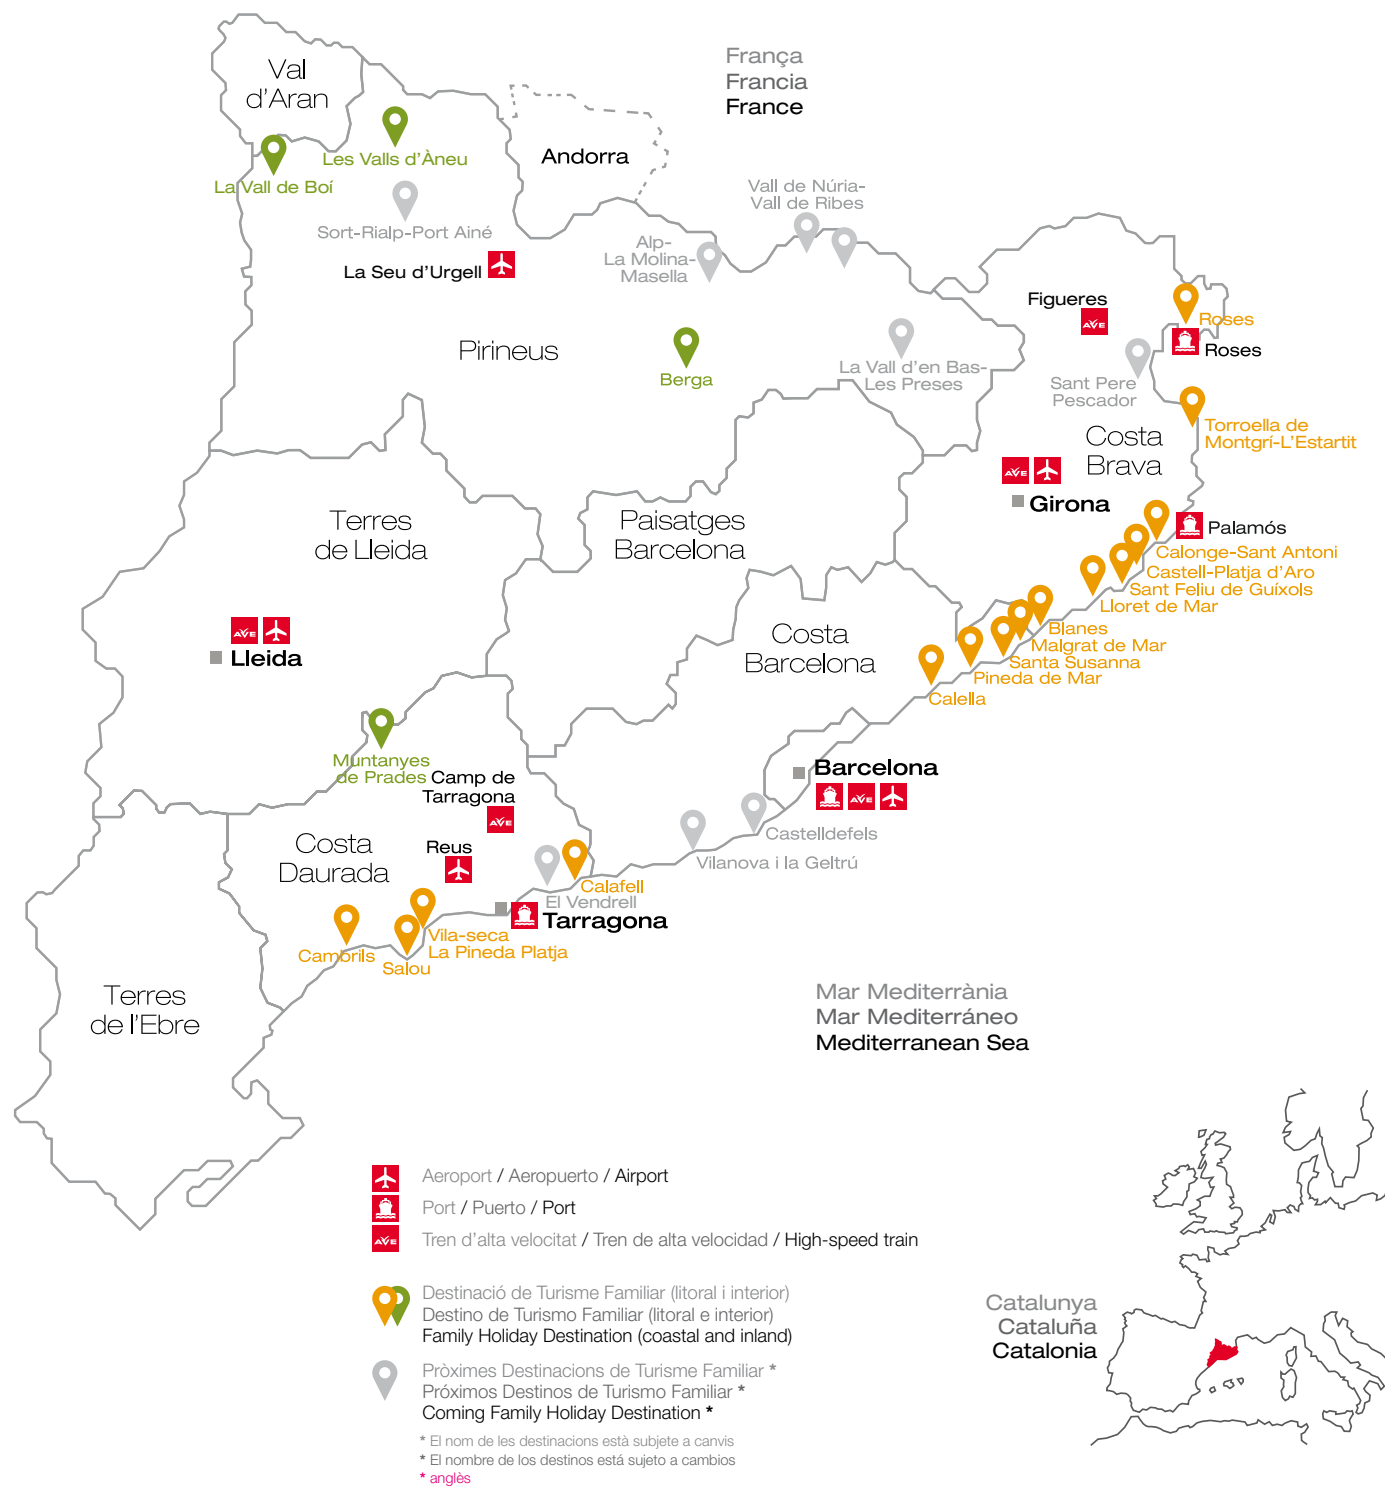 França
Francia
France
Val
d'Aran
Andorra
Les Valls d'Àneu
La Vall de Boí
Sort-Rialp-Port Ainé
La Seu d'Urgell
Vall de Núria-
Vall de Ribes
Alp-
La Molina-
Masella
Figueres
AVE
Roses
Roses
Pirineus
Berga
La Vall d'en Bas-
Les Preses
Sant Pere
Pescador
Torroella de
Montgrí-L'Estartit
Costa
Brava
AVE
Girona
Palamós
Terres
de Lleida
Paisatges
Barcelona
Calonge-Sant Antoni
Castell-Platja d'Aro
Sant Feliu de Guíxols
Lloret de Mar
Blanes
Malgrat de Mar
Santa Susanna
Pineda de Mar
Calella
Costa
Barcelona
AVE
Lleida
Muntanyes
de Prades
Camp de
Tarragona
AVE
Barcelona
AVE
Castelldefels
Vilanova i la Geltrú
Costa
Daurada
Reus
Calafell
El Vendrell
Tarragona
Vila-seca
La Pineda Platja
Cambrils
Salou
Terres
de l'Ebre
Mar Mediterrània
Mar Mediterráneo
Mediterranean Sea
Aeroport / Aeropuerto / Airport
Port / Puerto / Port
AVE
Tren d'alta velocitat / Tren de alta velocidad / High-speed train
Destinació de Turisme Familiar (litoral i interior)
Destino de Turismo Familiar (litoral e interior)
Family Holiday Destination (coastal and inland)
Pròximes Destinacions de Turisme Familiar *
Próximos Destinos de Turismo Familiar *
Coming Family Holiday Destination *
* El nom de les destinacions està subjete a canvis
* El nombre de los destinos está sujeto a cambios
* anglès
Catalunya
Cataluña
Catalonia